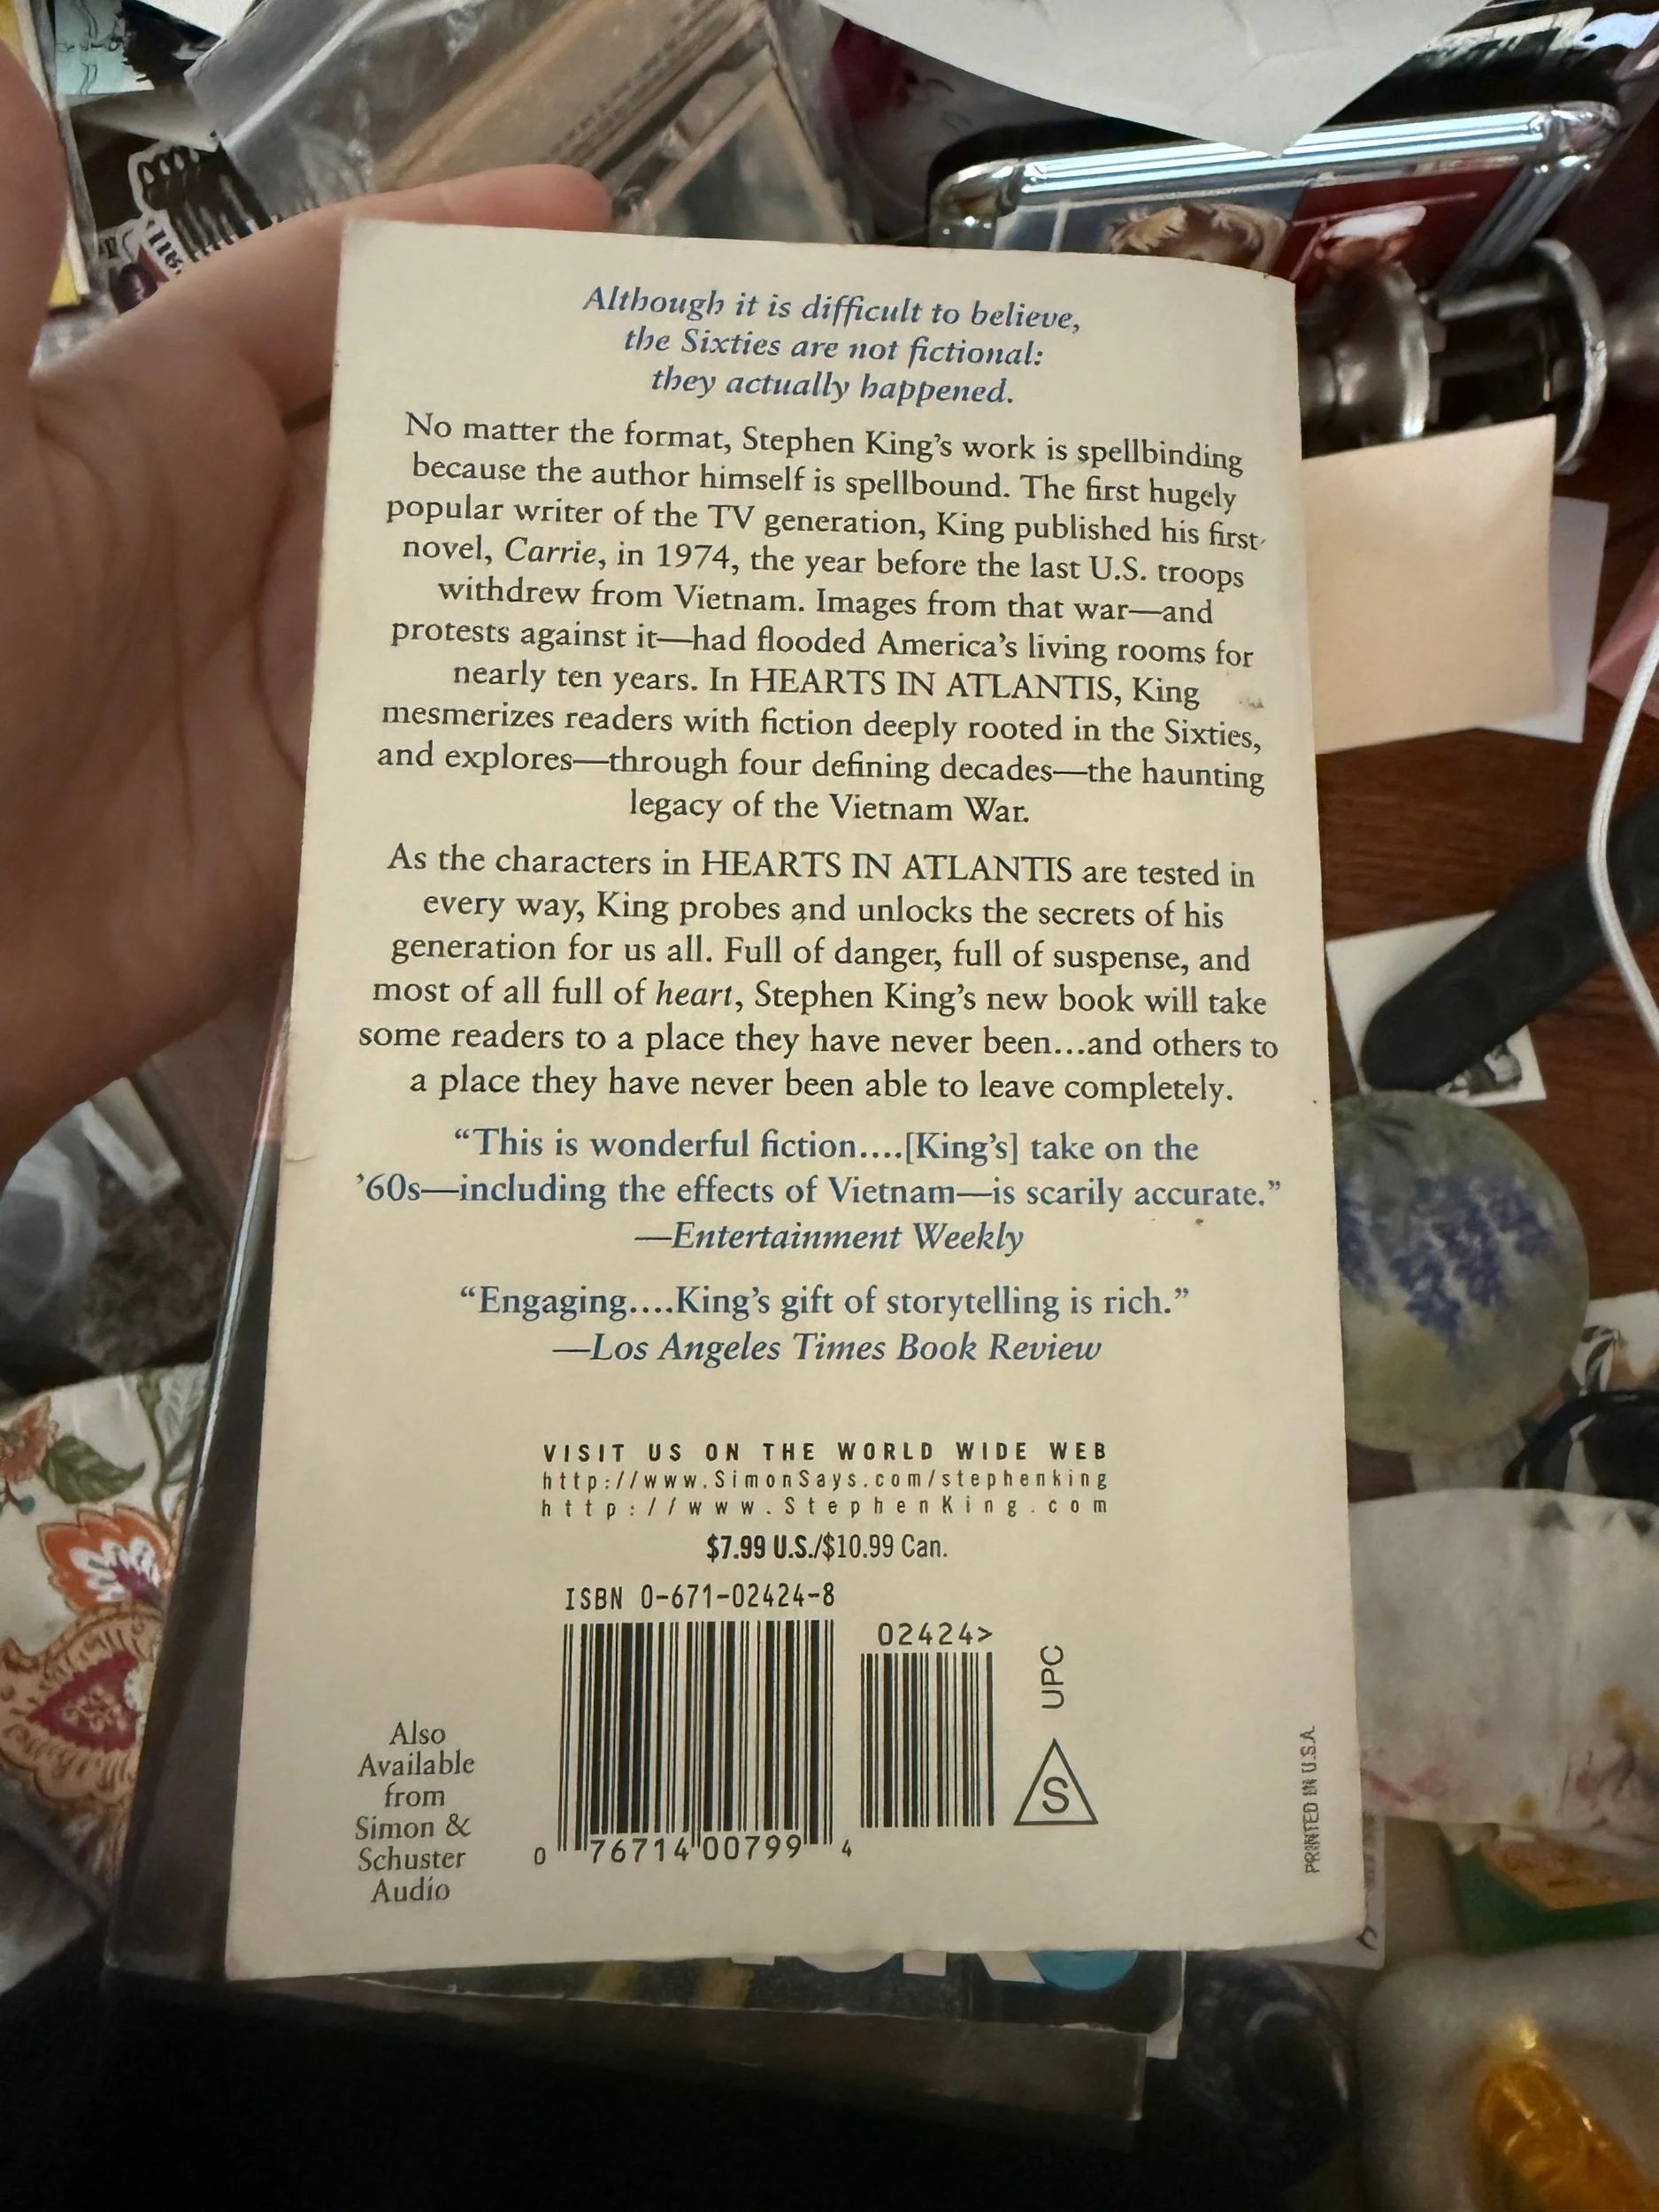 Although it is difficult to believe,
the Sixties are not fictional:
they actually happened.
No matter the format, Stephen King's work is spellbinding
because the author himself is spellbound. The first hugely
popular writer of the TV generation, King published his first
novel, Carrie, in 1974, the year before the last U.S. troops
withdrew from Vietnam. Images from that war—and
protests against it—had flooded America's living rooms for
nearly ten years. In HEARTS IN ATLANTIS, King
mesmerizes readers with fiction deeply rooted in the Sixties,
and explores—through four defining decades—the haunting
legacy of the Vietnam War.
As the characters in HEARTS IN ATLANTIS are tested in
every way, King probes and unlocks the secrets of his
generation for us all. Full of danger, full of suspense, and
most of all full of heart, Stephen King's new book will take
some readers to a place they have never been...and others to
a place they have never been able to leave completely.
"This is wonderful fiction....[King's] take on the
'60s—including the effects of Vietnam—is scarily accurate."
—Entertainment Weekly
"Engaging....King's gift of storytelling is rich."
—Los Angeles Times Book Review
VISIT US ON THE WORLD WIDE WEB
http://www.SimonSays.com/stephenking
http://www.StephenKing.com
$7.99 U.S./$10.99 Can.
ISBN 0-671-02424-8
02424>
UPC
S
0 76714 00799 4
Also
Available
from
Simon &
Schuster
Audio
PRINTED IN U.S.A.